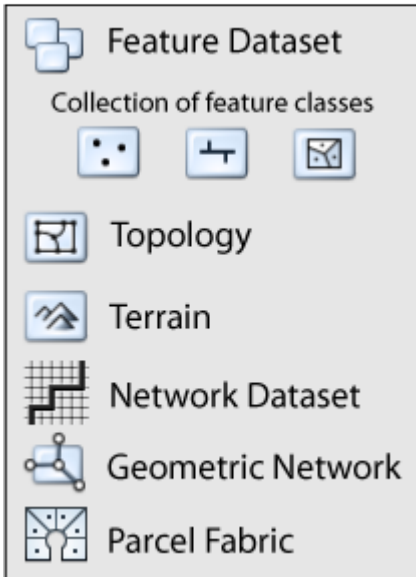 Feature Dataset
Collection of feature classes
Topology
Terrain
Network Dataset
Geometric Network
Parcel Fabric